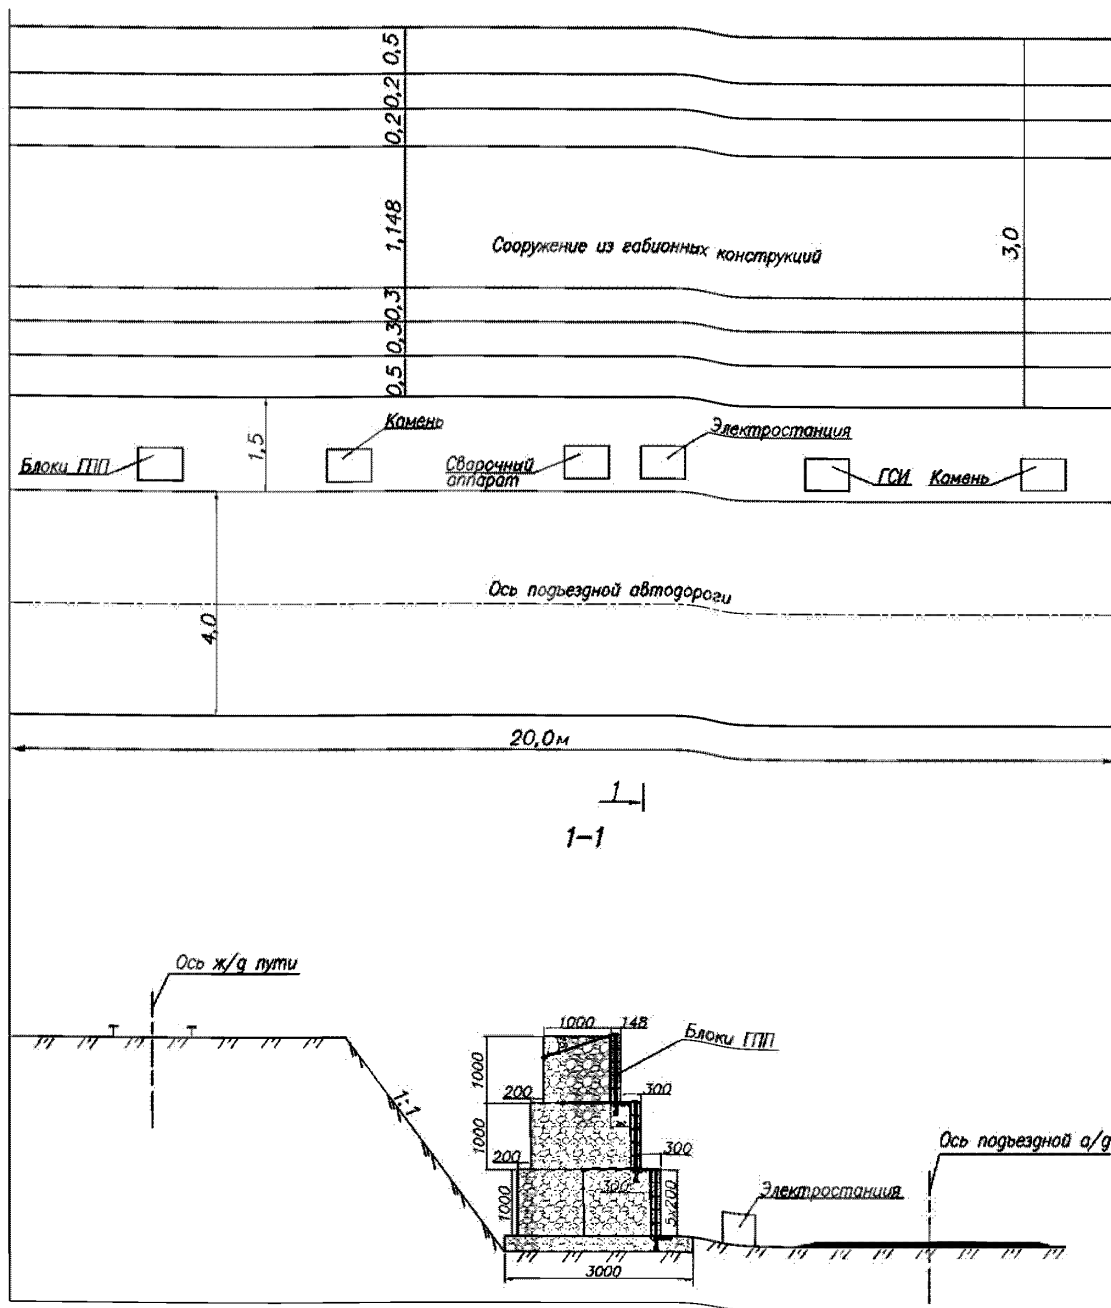 0,5
0,2
0,2
1,148
Сооружение из габионных конструкций
3,0
0,3
0,3
0,5
1,5
Камень
Электростанция
Блоки ГПП
Сварочный
аппарат
ГСИ
Камень
Ось подъездной автодороги
4,0
20,0м
1
1-1
Ось ж/д пути
1000
148
Блоки ГПП
1000
200
300
1:1
1000
200
300
Ось подъездной а/д
1000
300
5х200
Электростанция
3000